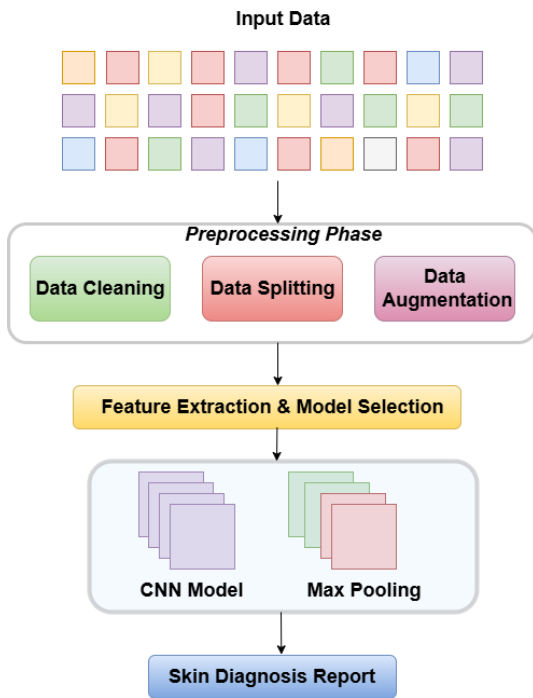 Input Data
Preprocessing Phase
Data Cleaning
Data Splitting
Data
Augmentation
Feature Extraction & Model Selection
CNN Model
Max Pooling
Skin Diagnosis Report